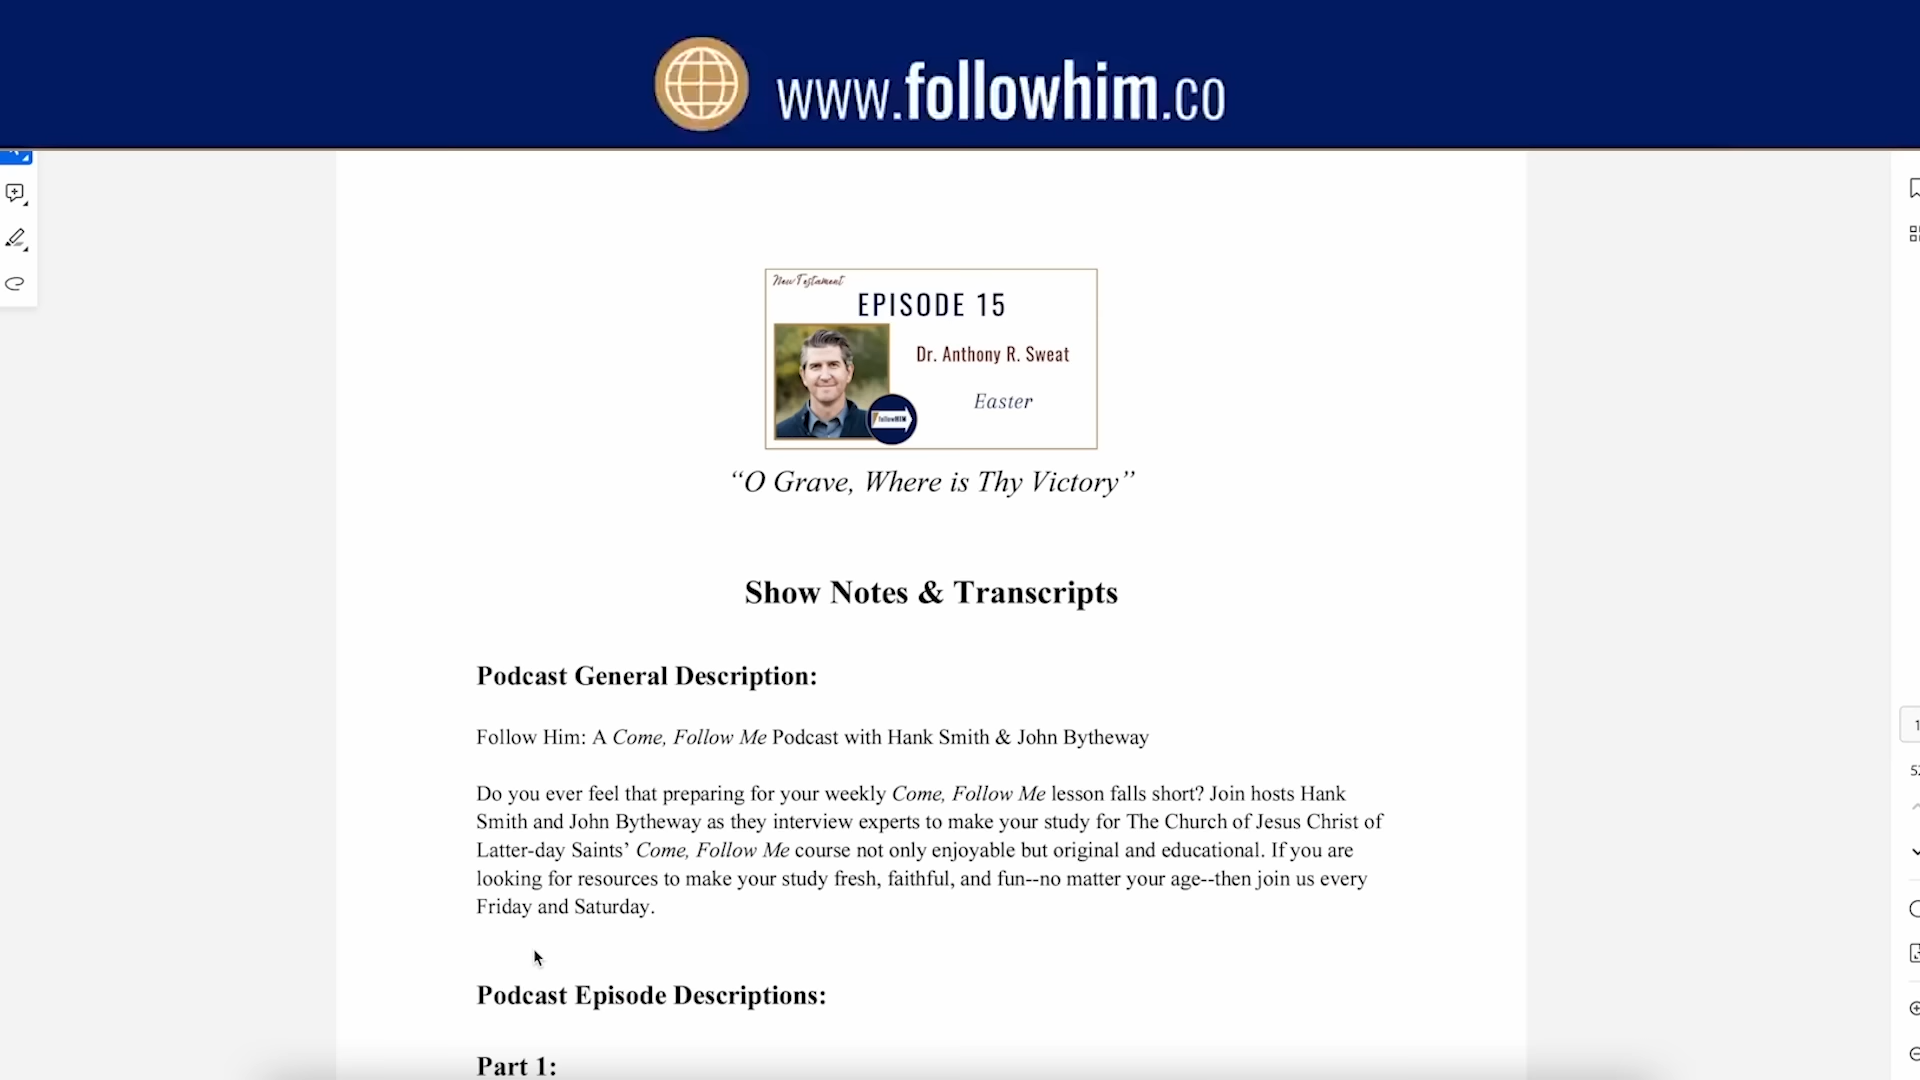 www.followhim.co
New Testament
EPISODE 15
Dr. Anthony R. Sweat
Easter
followHIM
“O Grave, Where is Thy Victory”
Show Notes & Transcripts
Podcast General Description:
Follow Him: A Come, Follow Me Podcast with Hank Smith & John Bytheway
Do you ever feel that preparing for your weekly Come, Follow Me lesson falls short? Join hosts Hank
Smith and John Bytheway as they interview experts to make your study for The Church of Jesus Christ of
Latter-day Saints’ Come, Follow Me course not only enjoyable but original and educational. If you are
looking for resources to make your study fresh, faithful, and fun--no matter your age--then join us every
Friday and Saturday.
Podcast Episode Descriptions:
Part 1: